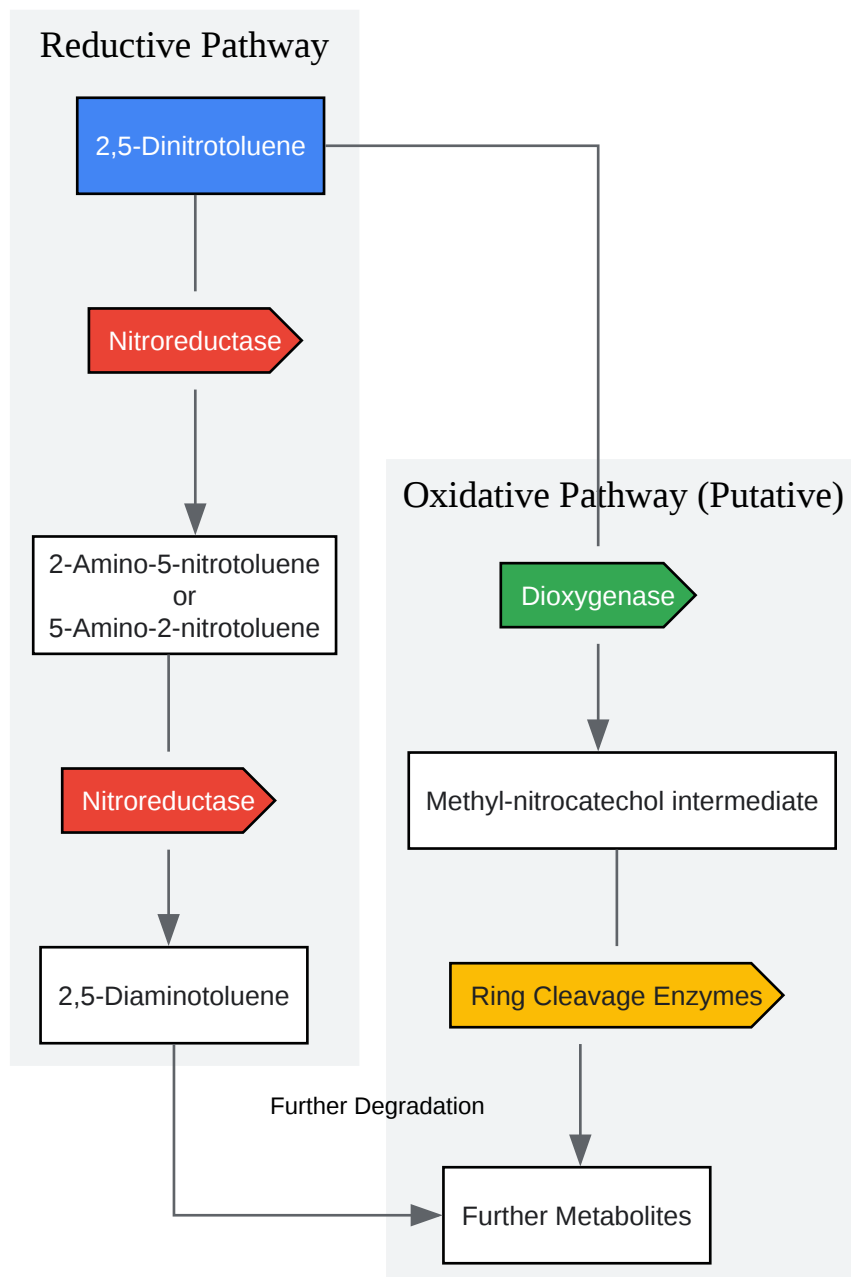 Reductive Pathway
2,5-Dinitrotoluene
Nitroreductase
2-Amino-5-nitrotoluene
or
5-Amino-2-nitrotoluene
Nitroreductase
2,5-Diaminotoluene
Further Degradation
Oxidative Pathway (Putative)
Dioxygenase
Methyl-nitrocatechol intermediate
Ring Cleavage Enzymes
Further Metabolites